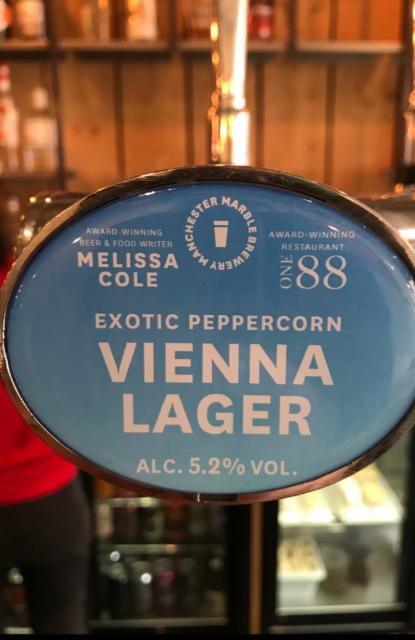 MANCHESTER MARBLE BREWERY
AWARD-WINNING
BEER & FOOD WRITER
MELISSA
COLE
AWARD-WINNING
RESTAURANT
ONE 88
EXOTIC PEPPERCORN
VIENNA
LAGER
ALC. 5.2% VOL.